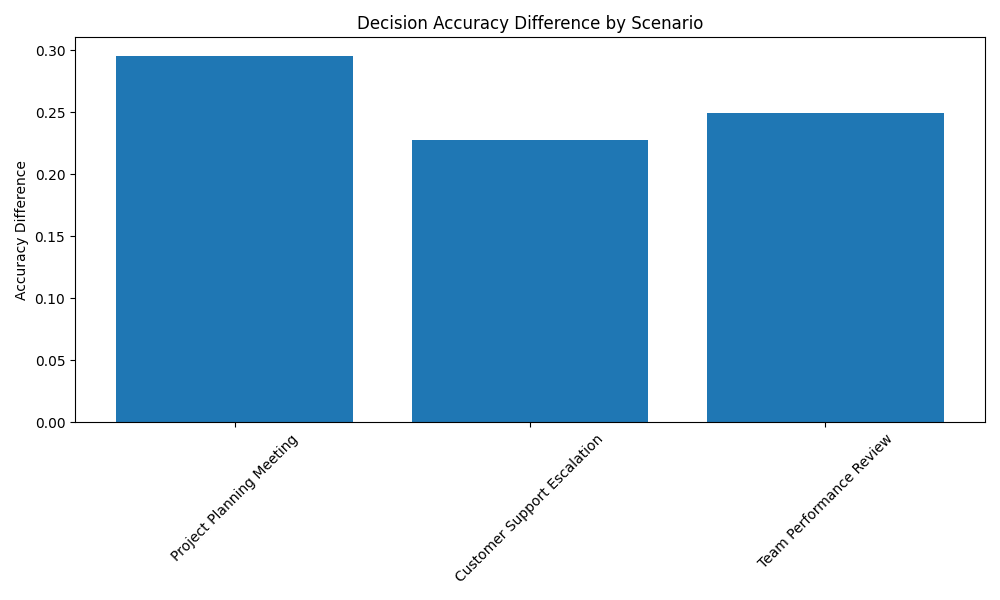 Decision Accuracy Difference by Scenario
Accuracy Difference
0.30
0.25
0.20
0.15
0.10
0.05
0.00
Project Planning Meeting
Customer Support Escalation
Team Performance Review